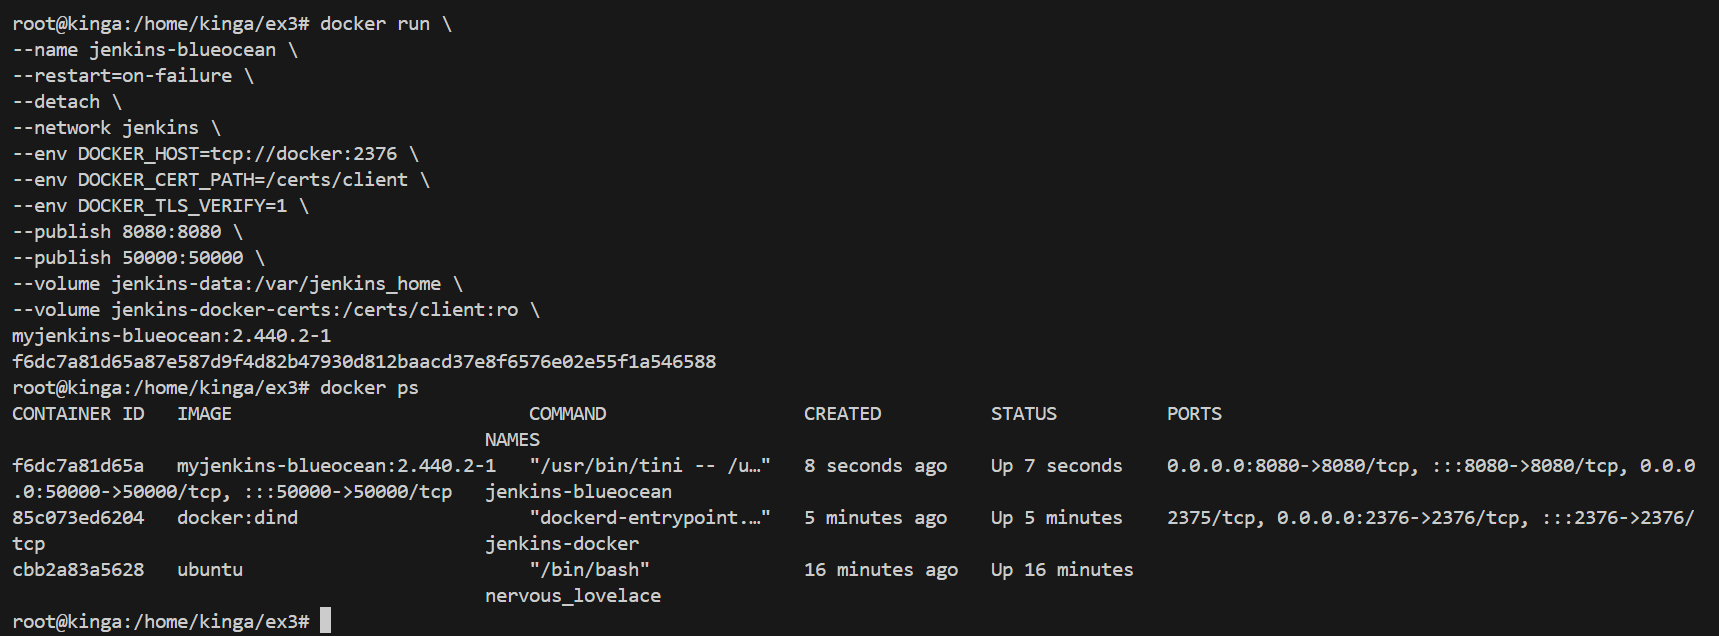 root@kinga:/home/kinga/ex3# docker run \
--name jenkins-blueocean \
--restart=on-failure \
--detach \
--network jenkins \
--env DOCKER_HOST=tcp://docker:2376 \
--env DOCKER_CERT_PATH=/certs/client \
--env DOCKER_TLS_VERIFY=1 \
--publish 8080:8080 \
--publish 50000:50000 \
--volume jenkins-data:/var/jenkins_home \
--volume jenkins-docker-certs:/certs/client:ro \
myjenkins-blueocean:2.440.2-1
f6dc7a81d65a87e587d9f4d82b47930d812baacd37e8f6576e02e55f1a546588
root@kinga:/home/kinga/ex3# docker ps
CONTAINER ID   IMAGE                           COMMAND                  CREATED          STATUS          PORTS
                                           NAMES
f6dc7a81d65a   myjenkins-blueocean:2.440.2-1   "/usr/bin/tini -- /u…"   8 seconds ago    Up 7 seconds    0.0.0.0:8080->8080/tcp, :::8080->8080/tcp, 0.0.0
.0:50000->50000/tcp, :::50000->50000/tcp   jenkins-blueocean
85c073ed6204   docker:dind                     "dockerd-entrypoint.…"   5 minutes ago    Up 5 minutes    2375/tcp, 0.0.0.0:2376->2376/tcp, :::2376->2376/
tcp                                        jenkins-docker
cbb2a83a5628   ubuntu                          "/bin/bash"              16 minutes ago   Up 16 minutes
                                           nervous_lovelace
root@kinga:/home/kinga/ex3#